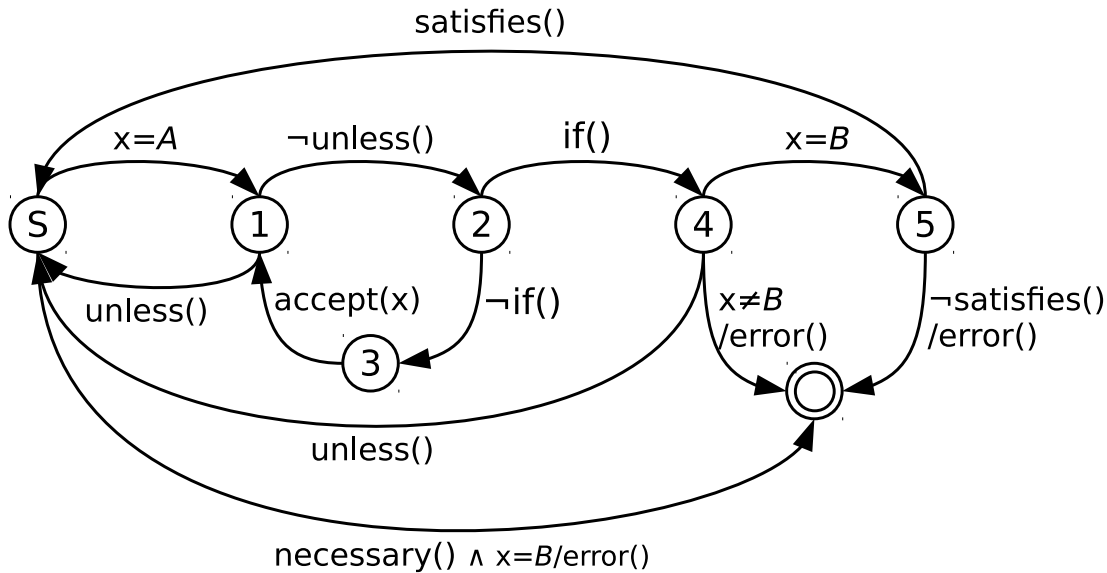 satisfies()
x=A
¬unless()
if()
x=B
S
1
2
4
5
unless()
accept(x)
¬if()
x≠B
/error()
¬satisfies()
/error()
3
unless()
necessary() ∧ x=B/error()